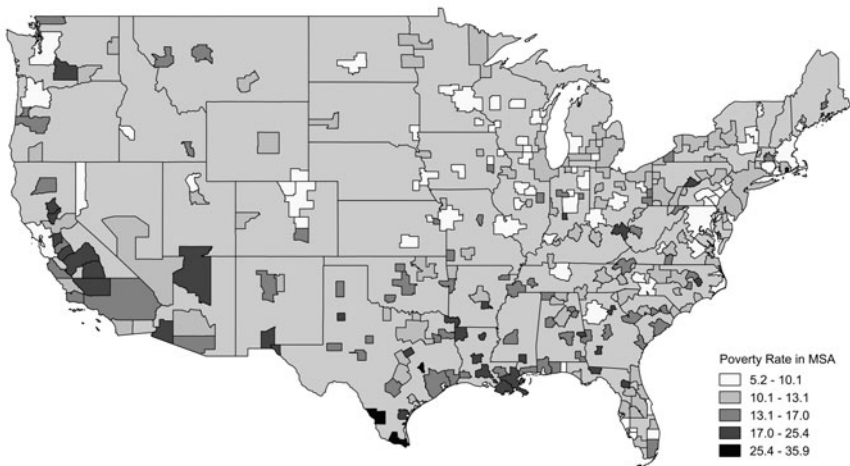 Poverty Rate in MSA
5.2 - 10.1
10.1 - 13.1
13.1 - 17.0
17.0 - 25.4
25.4 - 35.9